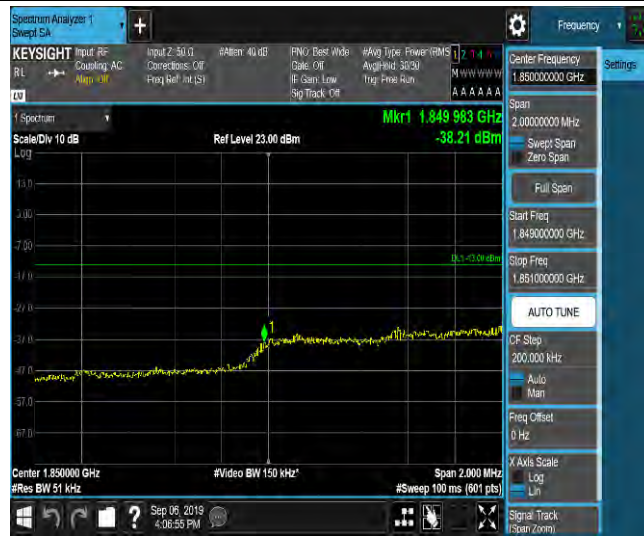 Spectrum Analyzer 1
Swept SA
Frequency
KEYSIGHT Input: RF
RL
Coupling: AC
Align: Off
Input Z: 50 Ω
Corrections: Off
Freq Ref: Int (S)
#Atten: 40 dB
PNO: Best Wide
Gate: Off
IF Gain: Low
Sig Track: Off
#Avg Type: Power (RMS
Avg|Hold: 30/30
Trig: Free Run
M W W W W W
A A A A A A
LXI
1 Spectrum
Scale/Div 10 dB
Log
Ref Level 23.00 dBm
Mkr1 1.849 983 GHz
-38.21 dBm
13.0
3.00
-7.00
DL1 -13.00 dBm
-17.0
-27.0
1
-37.0
-47.0
-57.0
-67.0
Center 1.850000 GHz
#Res BW 51 kHz
#Video BW 150 kHz*
Span 2.000 MHz
#Sweep 100 ms (601 pts)
Center Frequency
1.850000000 GHz
Settings
Span
2.00000000 MHz
Swept Span
Zero Span
Full Span
Start Freq
1.849000000 GHz
Stop Freq
1.851000000 GHz
AUTO TUNE
CF Step
200.000 kHz
Auto
Man
Freq Offset
0 Hz
X Axis Scale
Log
Lin
Signal Track
(Span Zoom)
?
Sep 06, 2019
4:06:55 PM